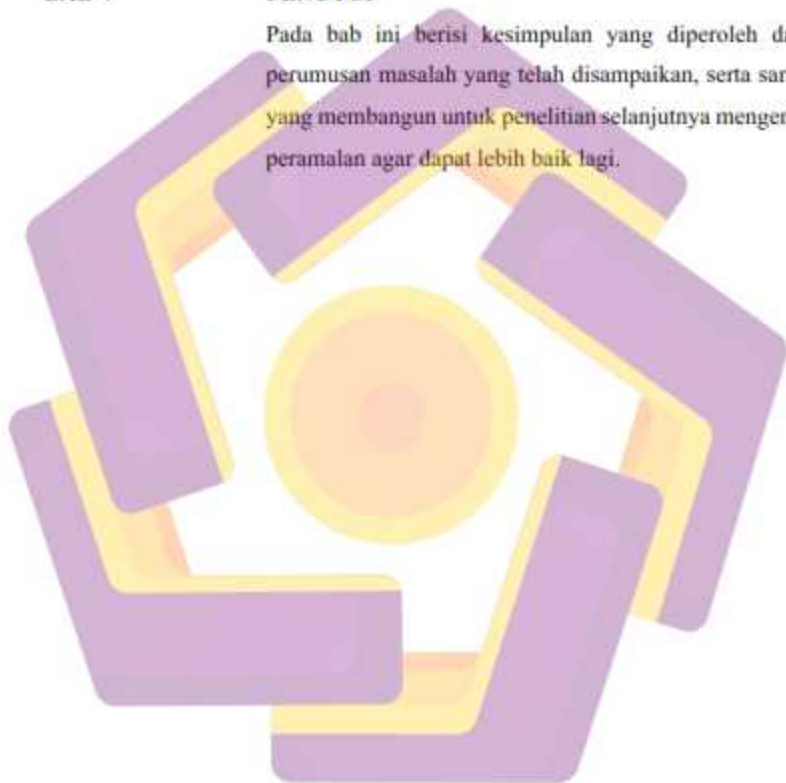 Pada bab ini berisi kesimpulan yang diperoleh
perumusan masalah yang telah disampaikan, serta
yang membangun untuk penelitian selanjutnya
peramalan agar dapat lebih baik lagi.